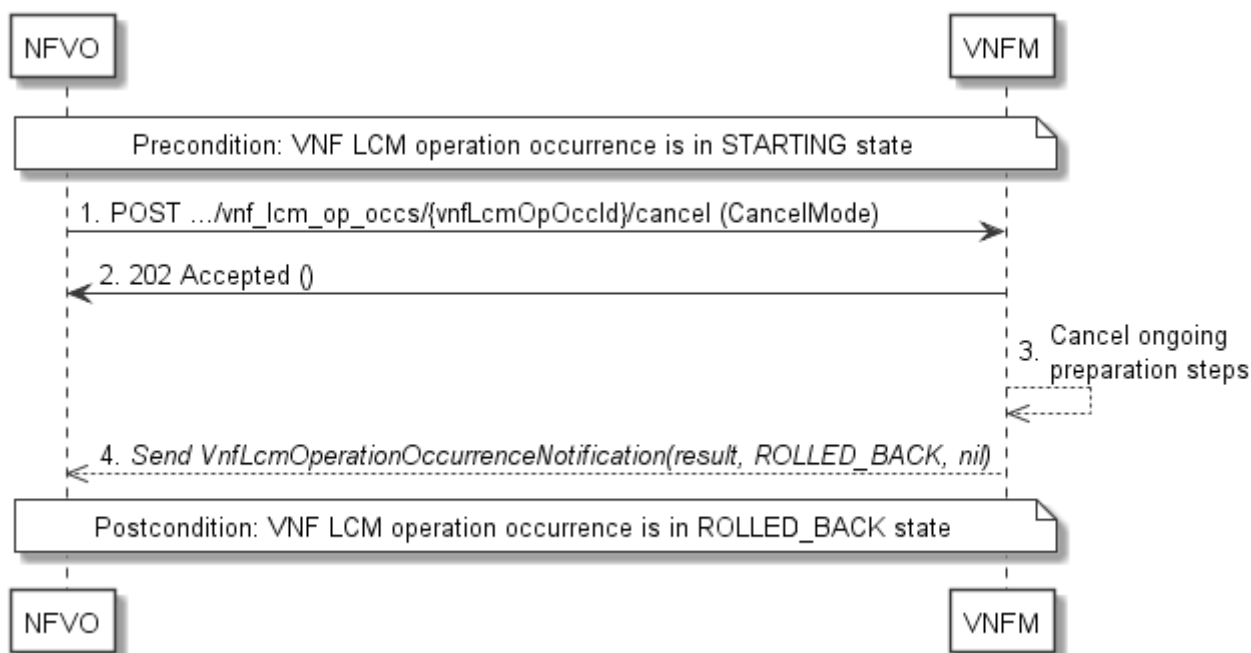 NFVO
VNFM
Precondition: VNF LCM operation occurrence is in STARTING state
1. POST .../vnf_lcm_op_occs/{vnfLcmOpOccId}/cancel (CancelMode)
2. 202 Accepted ()
3. Cancel ongoing
preparation steps
4. Send VnfLcmOperationOccurrenceNotification(result, ROLLED_BACK, nil)
Postcondition: VNF LCM operation occurrence is in ROLLED_BACK state
NFVO
VNFM